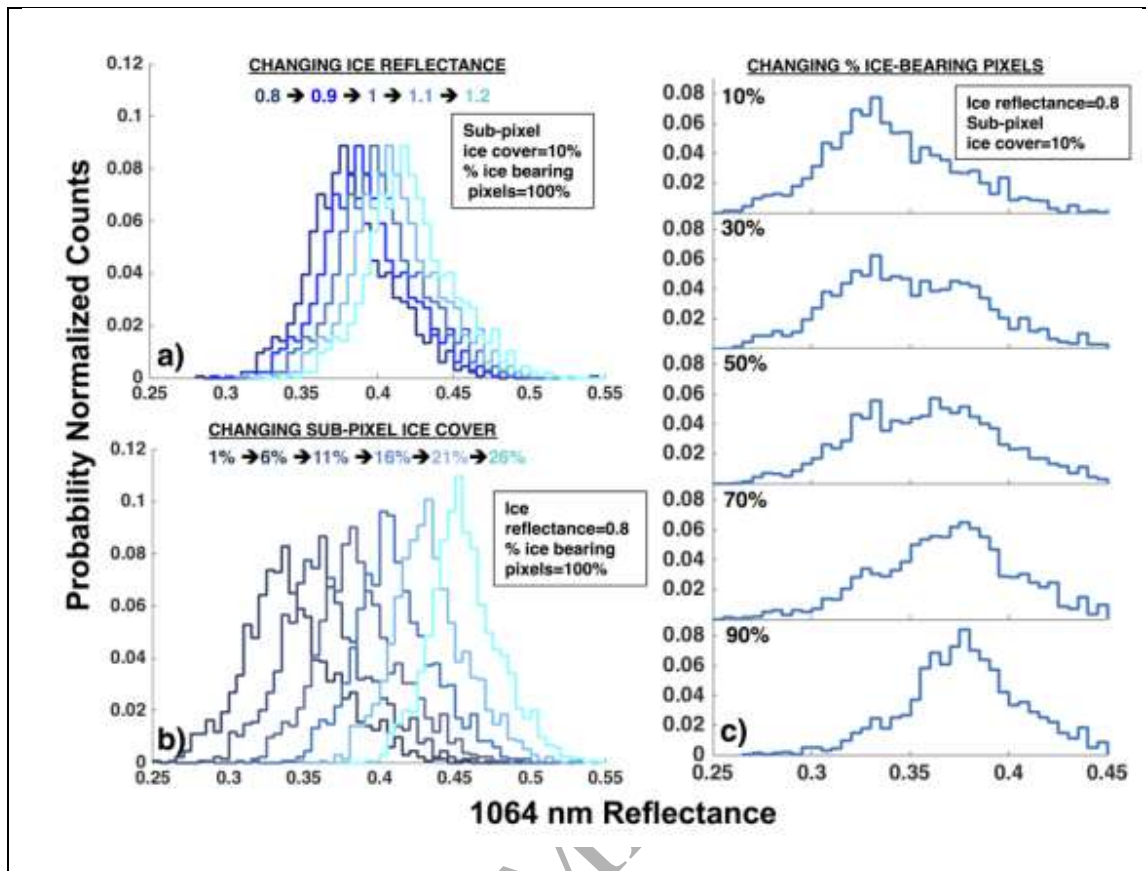 CHANGING ICE REFLECTANCE
0.8 ➔ 0.9 ➔ 1 ➔ 1.1 ➔ 1.2
Sub-pixel
ice cover=10%
% ice bearing
pixels=100%
0.12
0.1
0.08
0.06
0.04
0.02
0
a)
0.25
0.3
0.35
0.4
0.45
0.5
0.55
CHANGING SUB-PIXEL ICE COVER
1% ➔6% ➔11% ➔16%➔21%➔26%
Ice
reflectance=0.8
% ice bearing
pixels=100%
0.12
0.1
0.08
0.06
0.04
0.02
0
b)
0.25
0.3
0.35
0.4
0.45
0.5
0.55
Probability Normalized Counts
CHANGING % ICE-BEARING PIXELS
Ice reflectance=0.8
Sub-pixel
ice cover=10%
10%
0.08
0.06
0.04
0.02
30%
0.08
0.06
0.04
0.02
0
50%
0.08
0.06
0.04
0.02
0
70%
0.08
0.06
0.04
0.02
0
90%
0.08
0.06
0.04
0.02
0
c)
0.25
0.3
0.35
0.4
0.45
1064 nm Reflectance